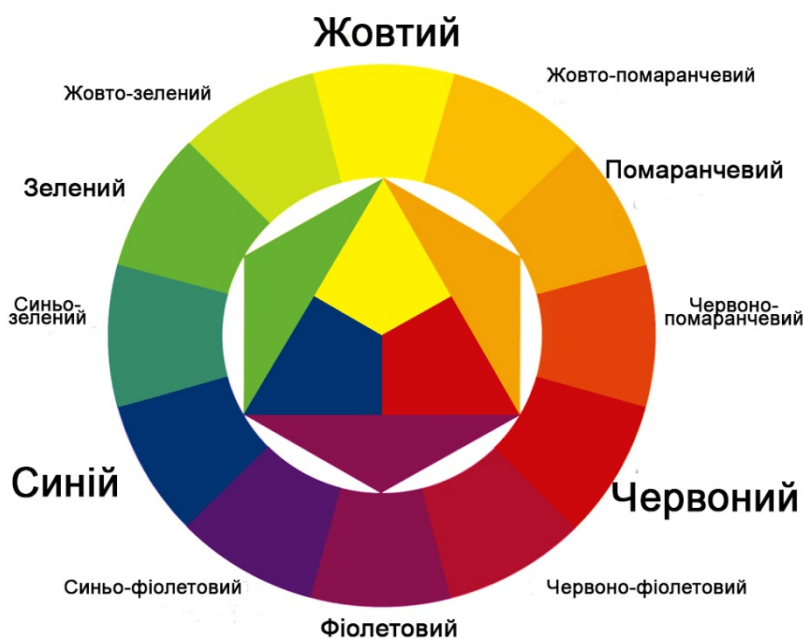 Жовтий
Жовто-помаранчевий
Жовто-зелений
Помаранчевий
Зелений
Синьо-
зелений
Червоно-
помаранчевий
Синій
Червоний
Синьо-фіолетовий
Червоно-фіолетовий
Фіолетовий